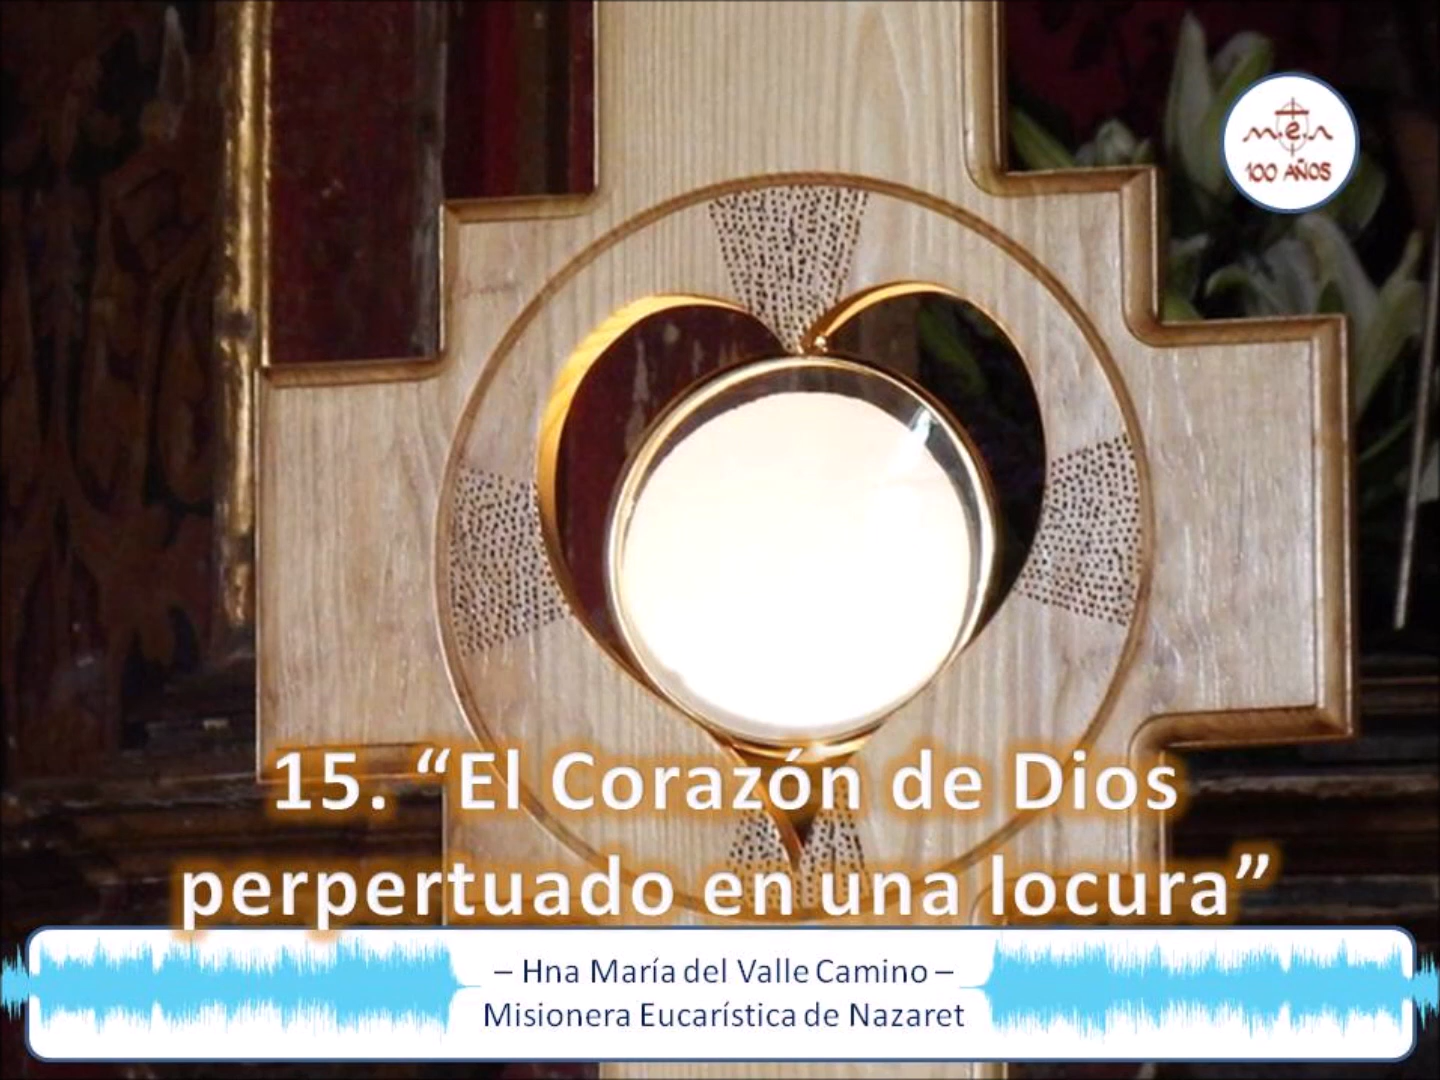 m.e.n
100 AÑOS
15. “El Corazón de Dios
perpertuado en una locura”
– Hna María del Valle Camino –
Misionera Eucarística de Nazaret